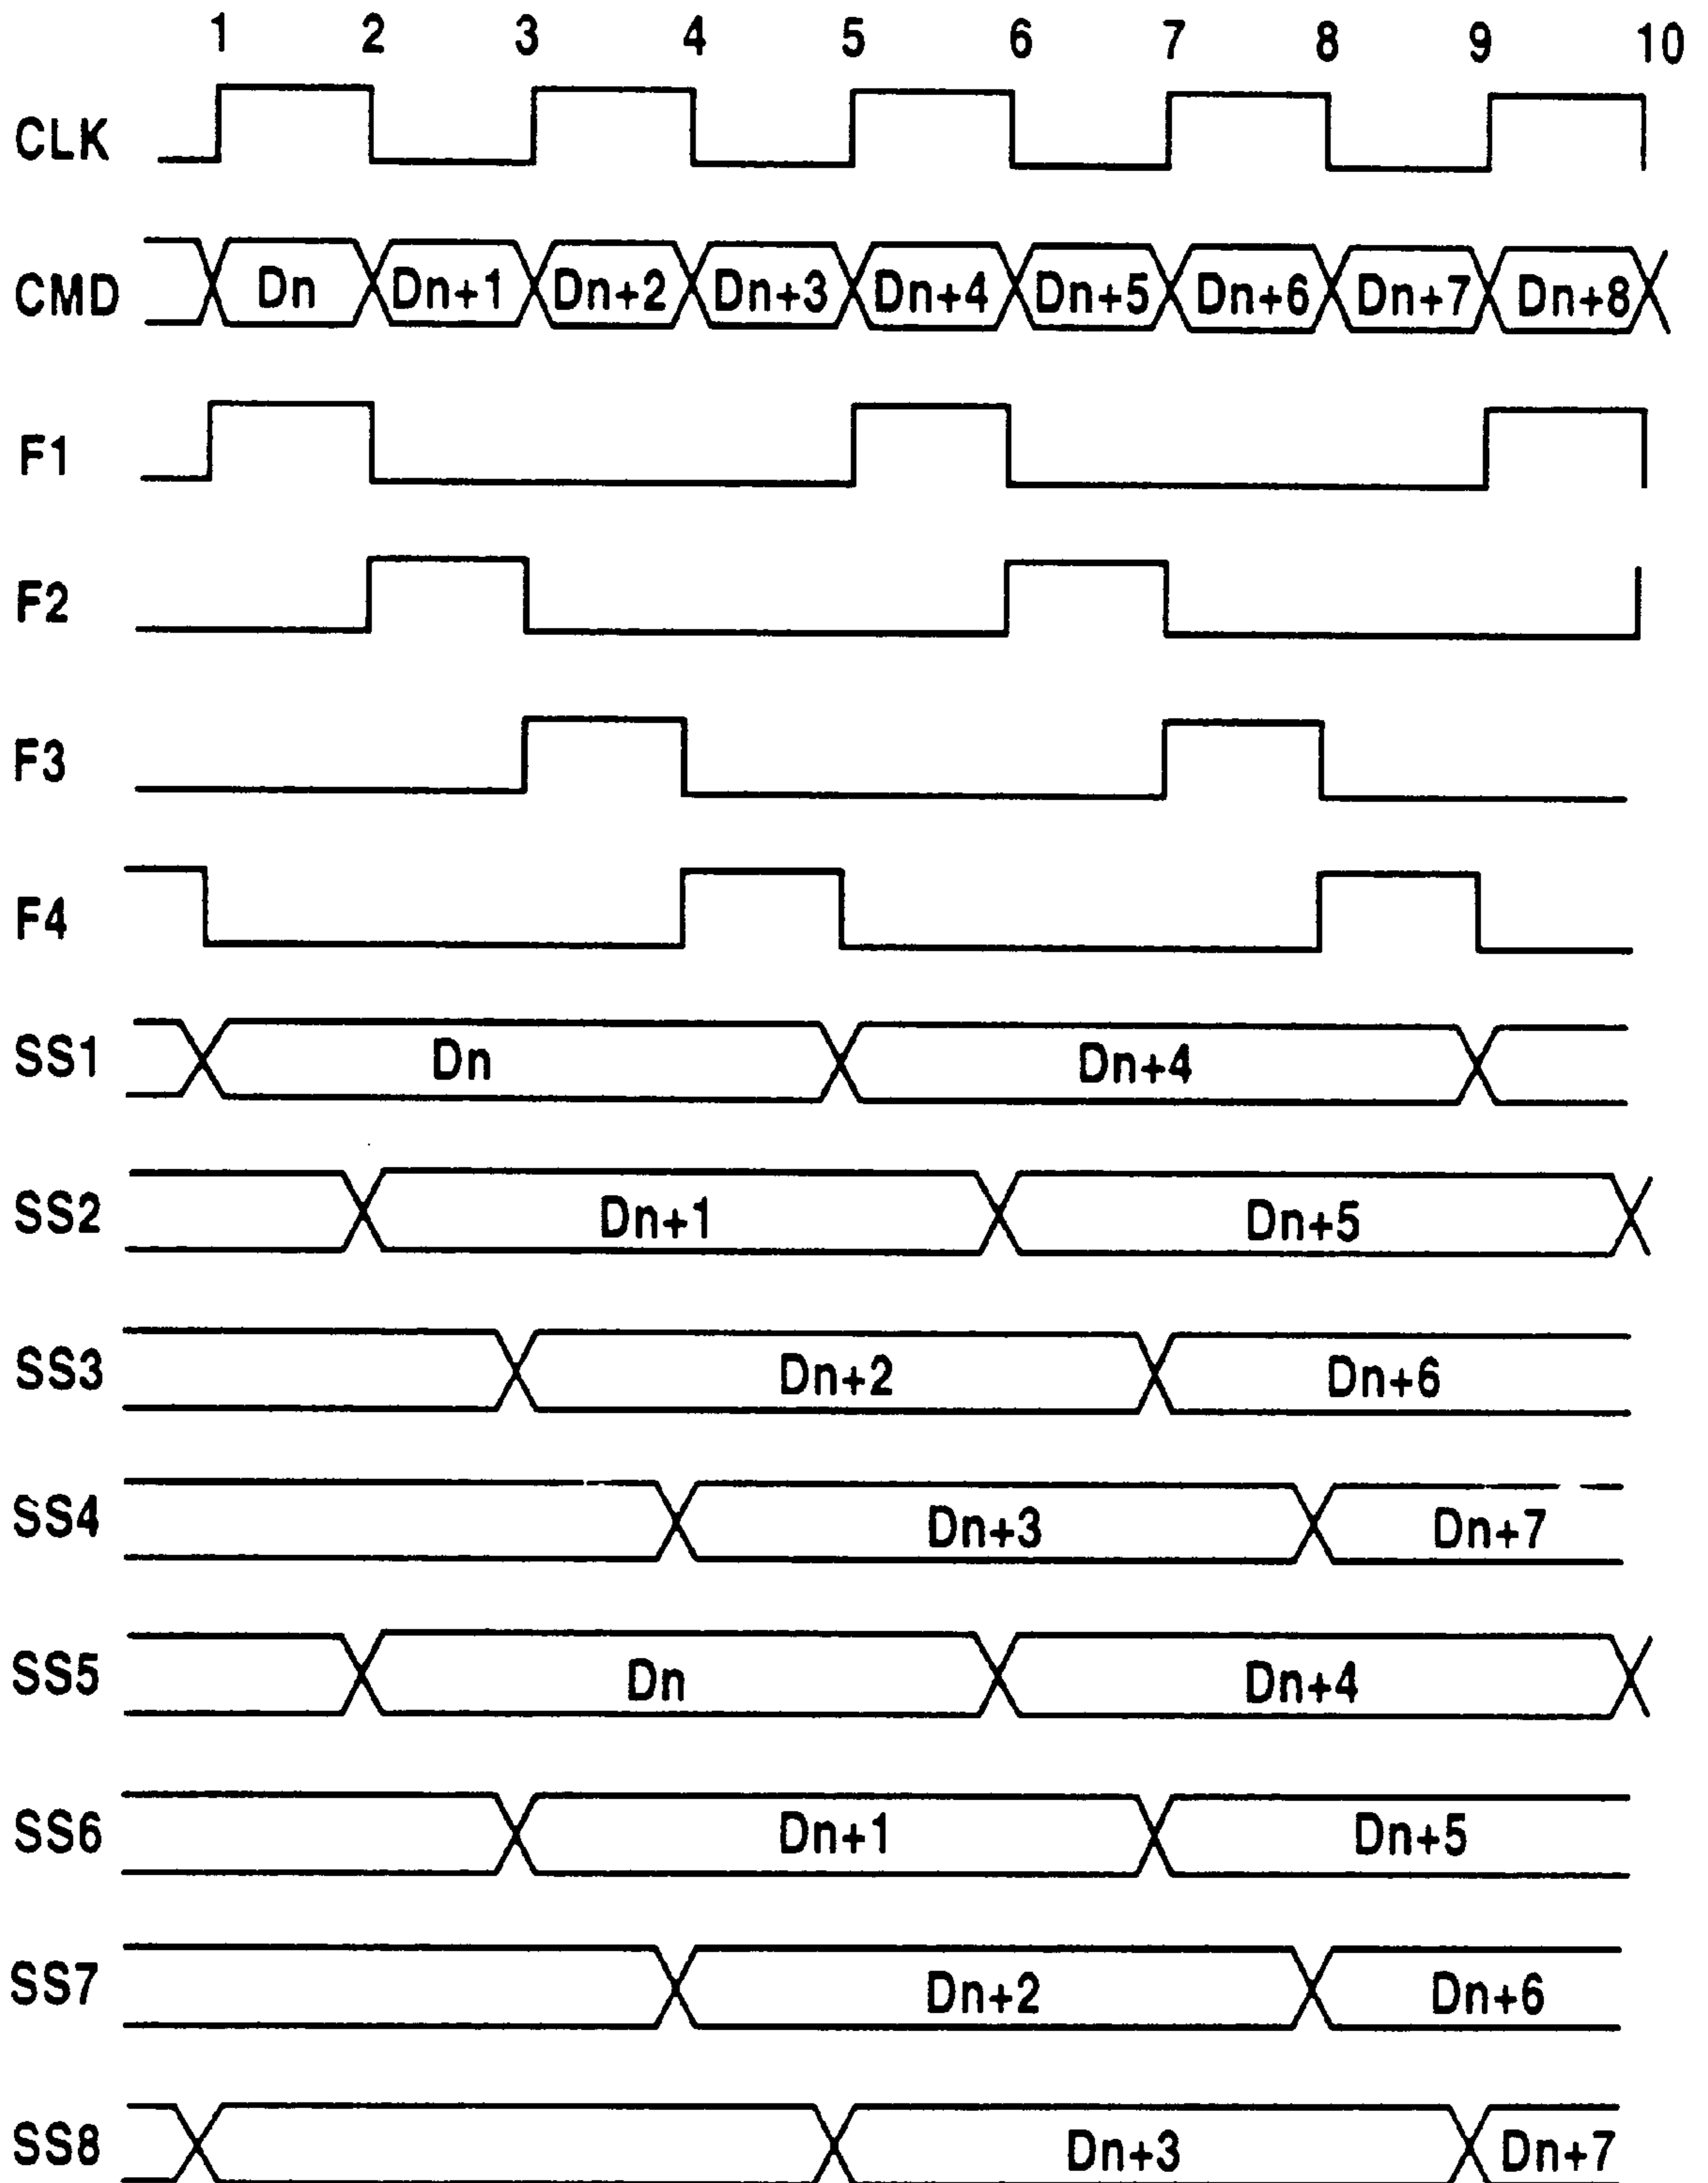 1 2 3 4 5 6 7 8 9 10
CLK
CMD Dn Dn+1 Dn+2 Dn+3 Dn+4 Dn+5 Dn+6 Dn+7 Dn+8
F1
F2
F3
F4
SS1 Dn Dn+4
SS2 Dn+1 Dn+5
SS3 Dn+2 Dn+6
SS4 Dn+3 Dn+7
SS5 Dn Dn+4
SS6 Dn+1 Dn+5
SS7 Dn+2 Dn+6
SS8 Dn+3 Dn+7